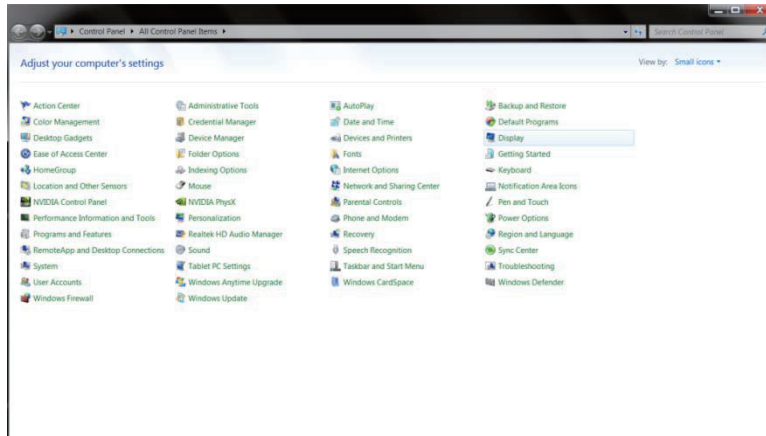 Control Panel ▸ All Control Panel Items ▸ Search Control Panel
Adjust your computer's settings View by: Small icons
Action Center Administrative Tools AutoPlay Backup and Restore
Color Management Credential Manager Date and Time Default Programs
Desktop Gadgets Device Manager Devices and Printers Display
Ease of Access Center Folder Options Fonts Getting Started
HomeGroup Indexing Options Internet Options Keyboard
Location and Other Sensors Mouse Network and Sharing Center Notification Area Icons
NVIDIA Control Panel NVIDIA PhysX Parental Controls Pen and Touch
Performance Information and Tools Personalization Phone and Modem Power Options
Programs and Features Realtek HD Audio Manager Recovery Region and Language
RemoteApp and Desktop Connections Sound Speech Recognition Sync Center
System Tablet PC Settings Taskbar and Start Menu Troubleshooting
User Accounts Windows Anytime Upgrade Windows CardSpace Windows Defender
Windows Firewall Windows Update